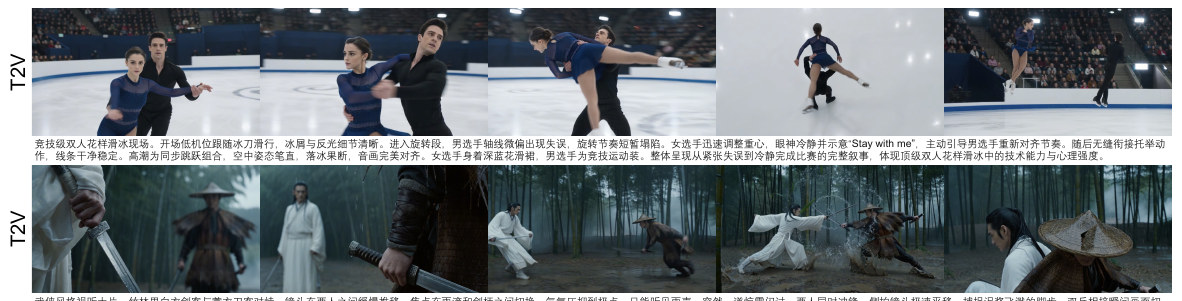 T2V
竞技级双人花样滑冰现场。开场低机位跟随冰刀滑行，冰屑与反光细节清晰。进入旋转段，男选手轴线微偏出现失误，旋转节奏短暂塌陷。女选手迅速调整重心，眼神冷静并示意“Stay with me”，主动引导男选手重新对齐节奏。随后无缝衔接托举动
作，线条干净稳定。高潮为同步跳跃组合，空中姿态笔直，落冰果断，音画完美对齐。女选手身着深蓝花滑裙，男选手为竞技运动装。整体呈现从紧张失误到冷静完成比赛的完整叙事，体现顶级双人花样滑冰中的技术能力与心理强度。
T2V